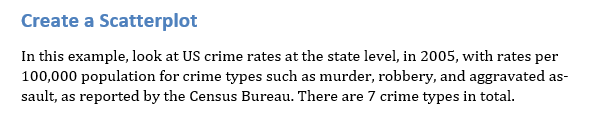 Create a Scatterplot
In this example, look at US crime rates at the state level, in 2005, with rates per
100,000 population for crime types such as murder, robbery, and aggravated as-
sault, as reported by the Census Bureau. There are 7 crime types in total.